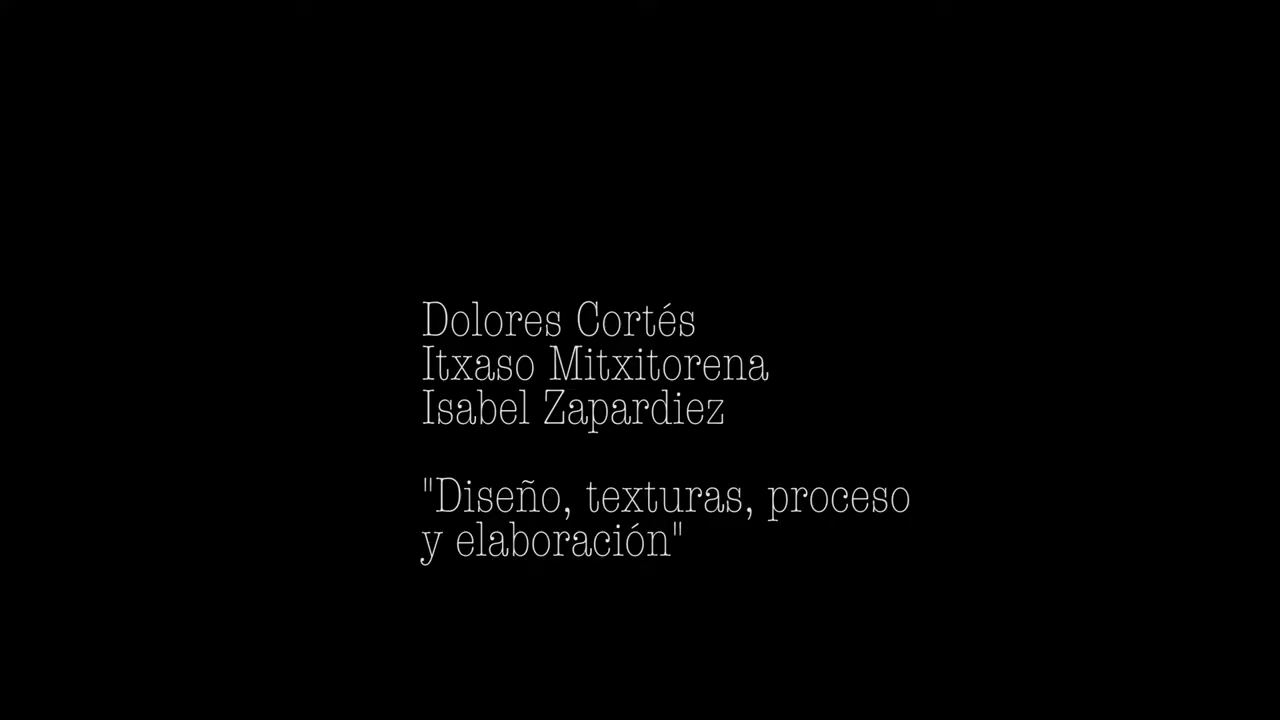 Dolores Cortés
Itxaso Mitxitorena
Isabel Zapardiez
"Diseño, texturas, proceso
y elaboración"